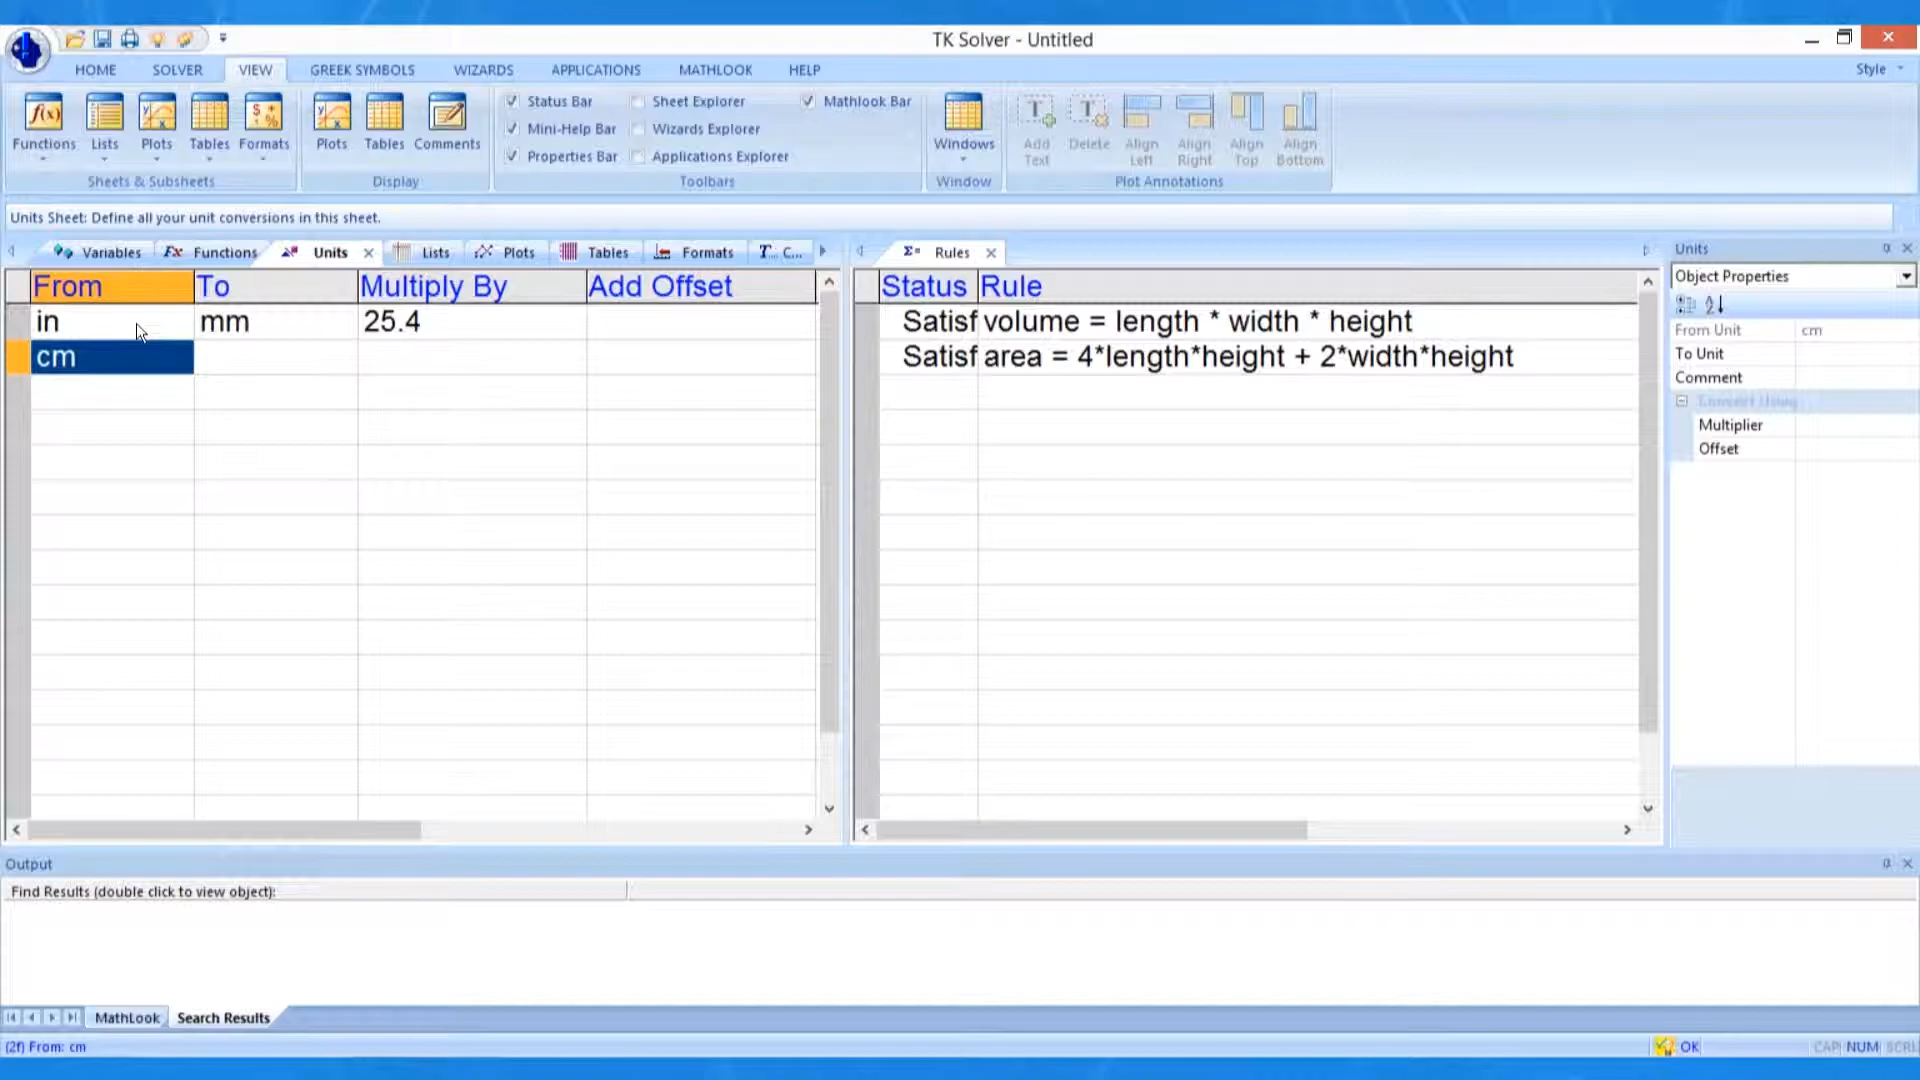 TK Solver - Untitled
HOME SOLVER VIEW GREEK SYMBOLS WIZARDS APPLICATIONS MATHLOOK HELP Style
Functions Lists Plots Tables Formats
Sheets & Subsheets
Plots Tables Comments
Display
Status Bar Sheet Explorer Mathlook Bar
Mini-Help Bar Wizards Explorer
Properties Bar Applications Explorer
Toolbars
Windows
Window
Add Text Delete Align Left Align Right Align Top Align Bottom
Plot Annotations
Units Sheet: Define all your unit conversions in this sheet.
Variables Functions Units Lists Plots Tables Formats C...
From To Multiply By Add Offset
in mm 25.4
cm
Rules
Status Rule
Satisf volume = length * width * height
Satisf area = 4*length*height + 2*width*height
Units
Object Properties
From Unit cm
To Unit
Comment
Convert Using
Multiplier
Offset
Output
Find Results (double click to view object):
MathLook Search Results
(2f) From: cm
OK CAP NUM SCRL